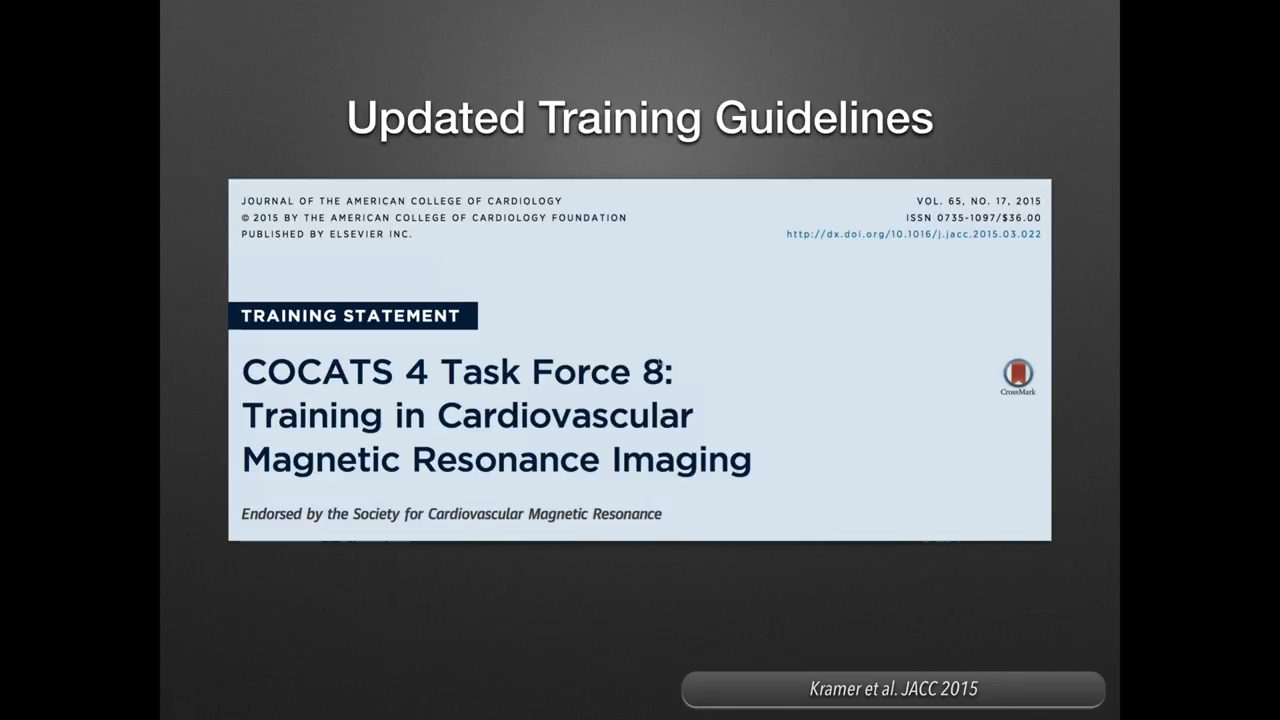 Updated Training Guidelines
JOURNAL OF THE AMERICAN COLLEGE OF CARDIOLOGY
© 2015 BY THE AMERICAN COLLEGE OF CARDIOLOGY FOUNDATION
PUBLISHED BY ELSEVIER INC.
VOL. 65, NO. 17, 2015
ISSN 0735-1097/$36.00
http://dx.doi.org/10.1016/j.jacc.2015.03.022
TRAINING STATEMENT
COCATS 4 Task Force 8:
Training in Cardiovascular
Magnetic Resonance Imaging
CrossMark
Endorsed by the Society for Cardiovascular Magnetic Resonance
Kramer et al. JACC 2015